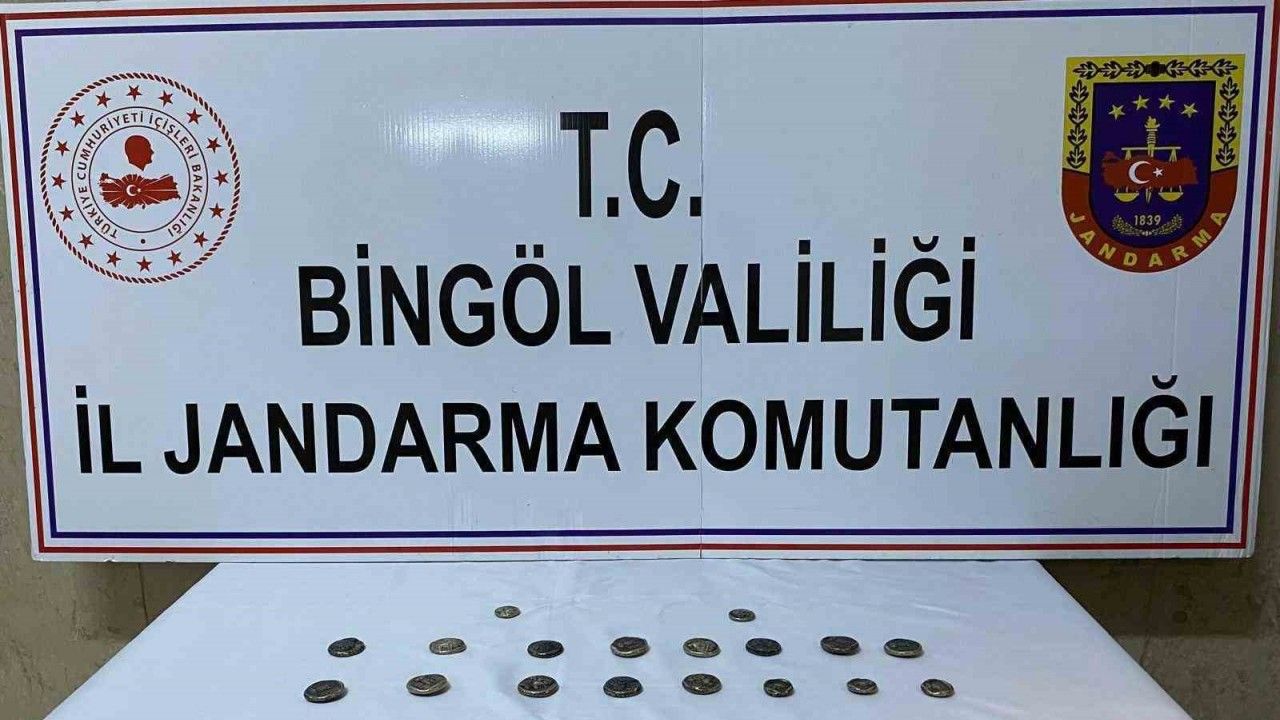 TÜRKİYE CUMHURİYETİ İÇİŞLERİ BAKANLIĞI
T.C.
1839
JANDARMA
BİNGÖL VALİLİĞİ
İL JANDARMA KOMUTANLIĞI